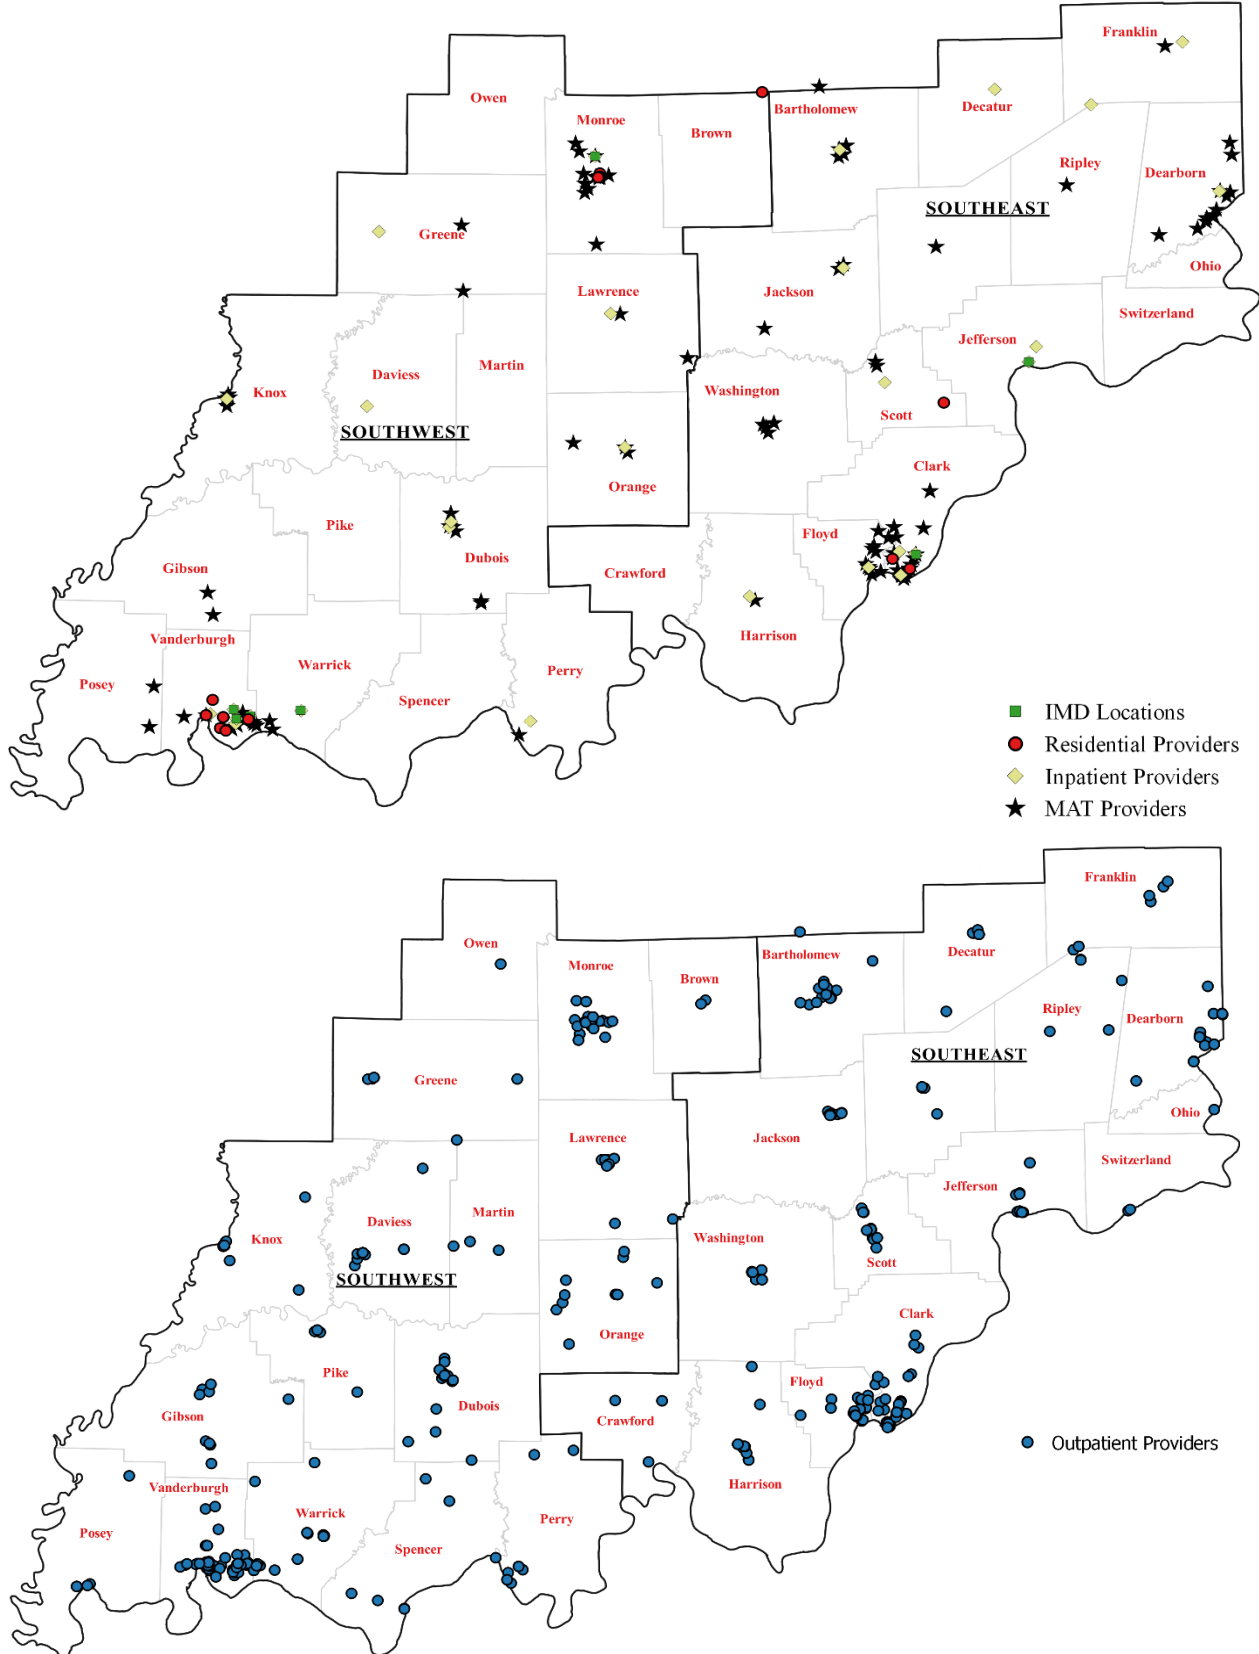 Franklin
Owen
Decatur
Bartholomew
Monroe
Brown
Ripley
Dearborn
SOUTHEAST
Greene
Ohio
Lawrence
Jackson
Switzerland
Jefferson
Martin
Daviess
Knox
Washington
Scott
SOUTHWEST
Clark
Orange
Pike
Floyd
Dubois
Gibson
Crawford
Harrison
Vanderburgh
Warrick
Perry
Posey
Spencer
IMD Locations
Residential Providers
Inpatient Providers
MAT Providers
Franklin
Owen
Decatur
Bartholomew
Monroe
Brown
Ripley
Dearborn
SOUTHEAST
Greene
Ohio
Lawrence
Jackson
Switzerland
Jefferson
Martin
Daviess
Knox
Washington
Scott
SOUTHWEST
Clark
Orange
Pike
Floyd
Dubois
Gibson
Crawford
Outpatient Providers
Harrison
Vanderburgh
Warrick
Perry
Posey
Spencer